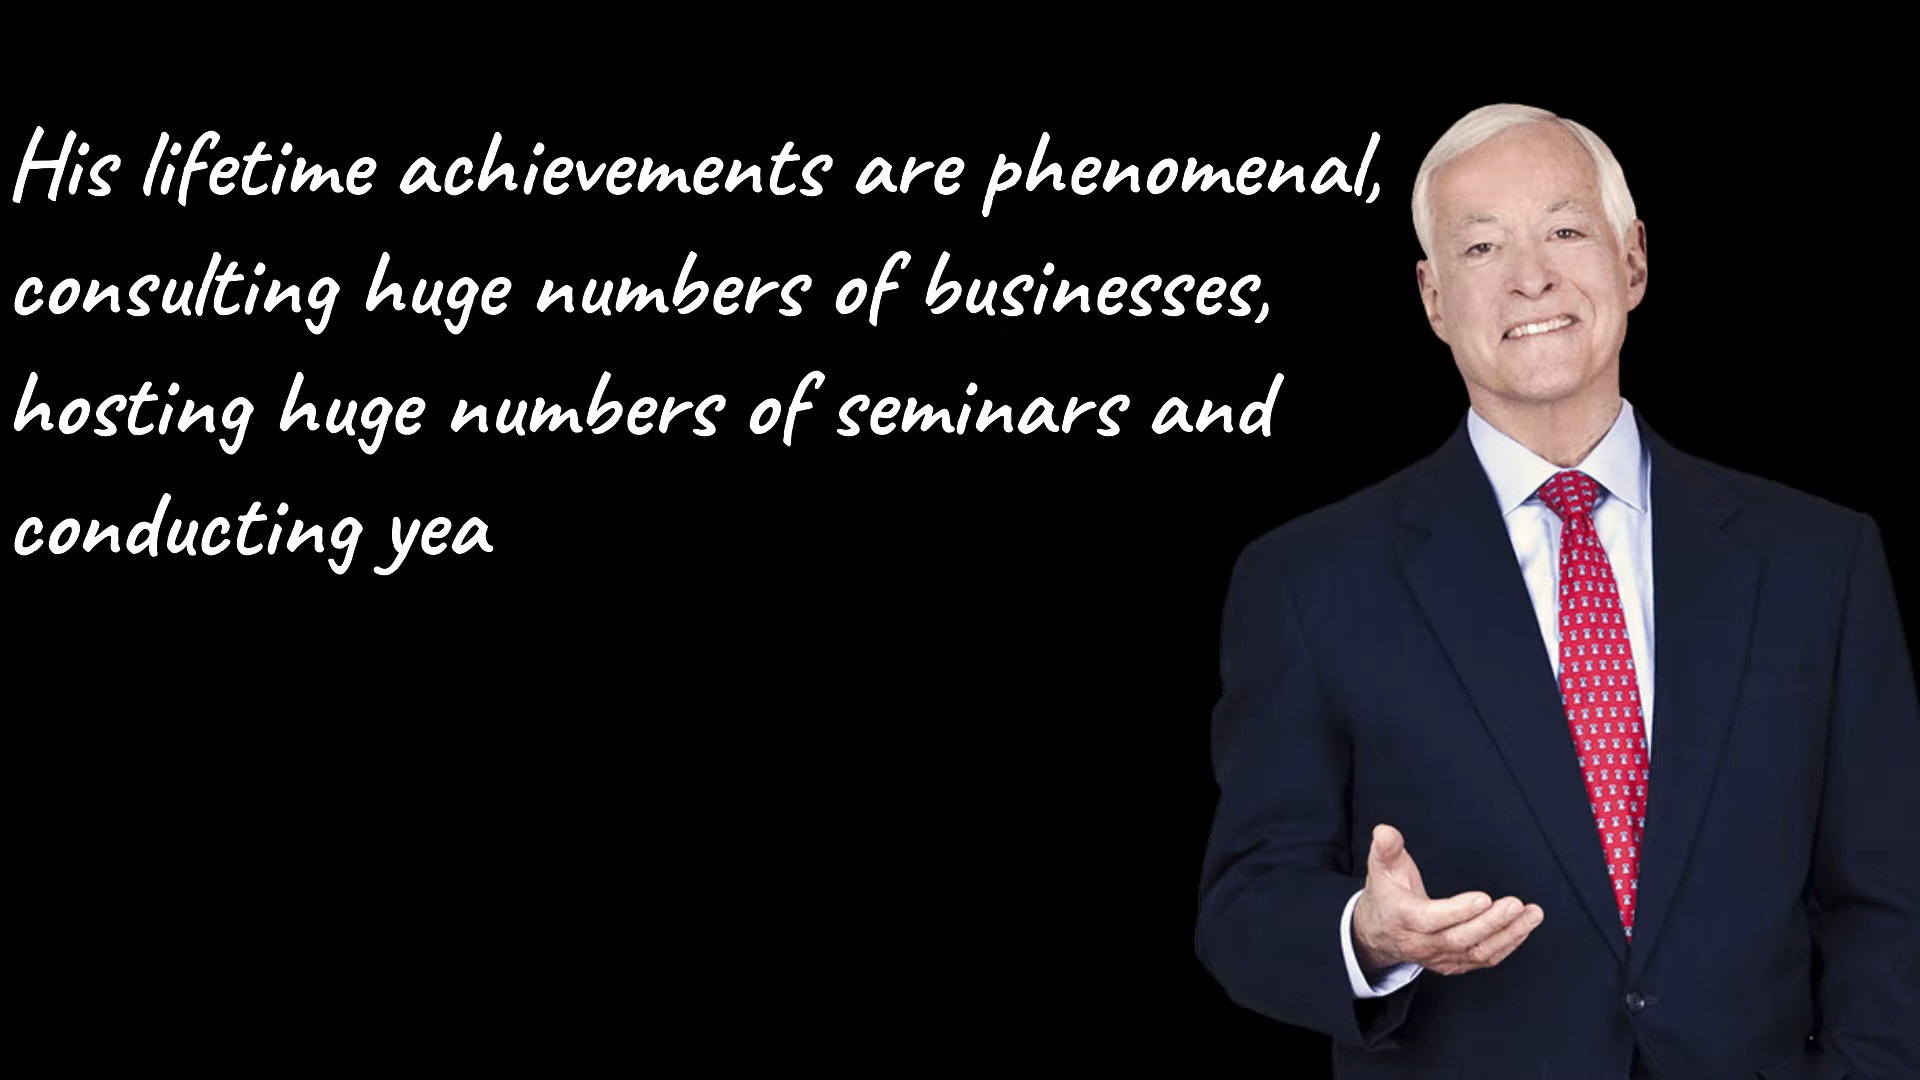 His lifetime achievements are phenomenal,
consulting huge numbers of businesses,
hosting huge numbers of seminars and
conducting yea